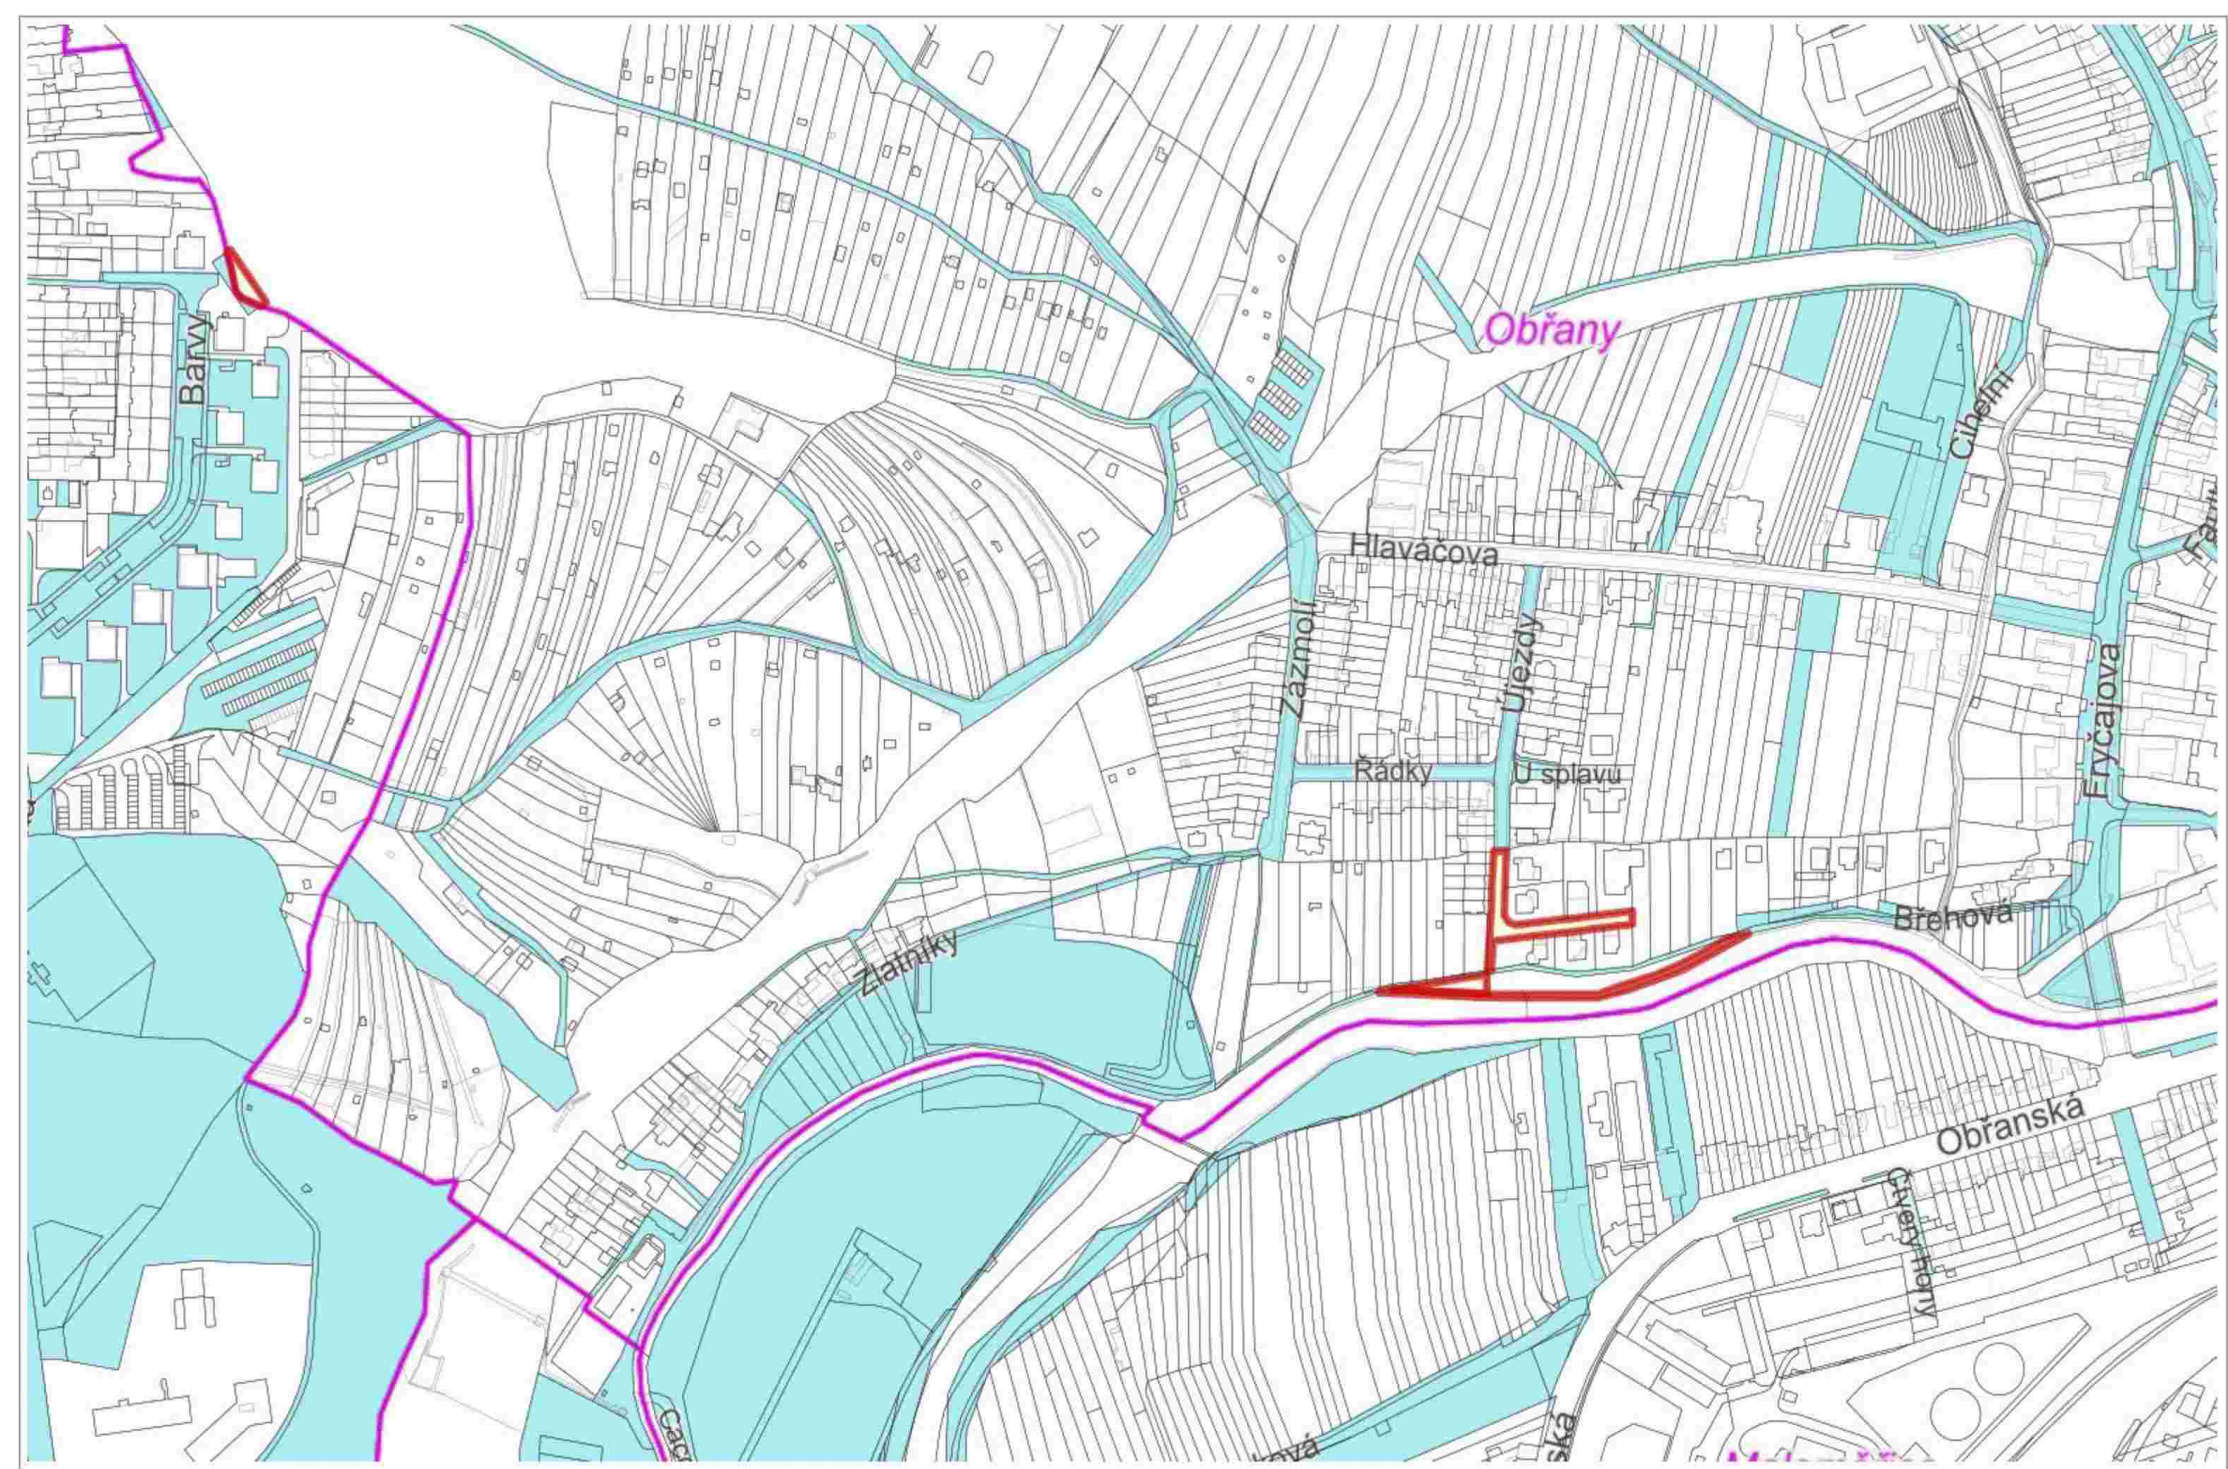 Obřany
Barvy
Cihelní
Hlaváčova
Zázmolí
Újezdy
Fryčajova
Řádky
U splavu
Břehová
Zlatníky
Obřanská
Čtvery hony